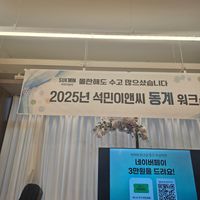 SUKMIN 올한해도 수고 많으셨습니다
2025년 석민이앤씨 동계 워크
네이버페이
3만원을 드려요!